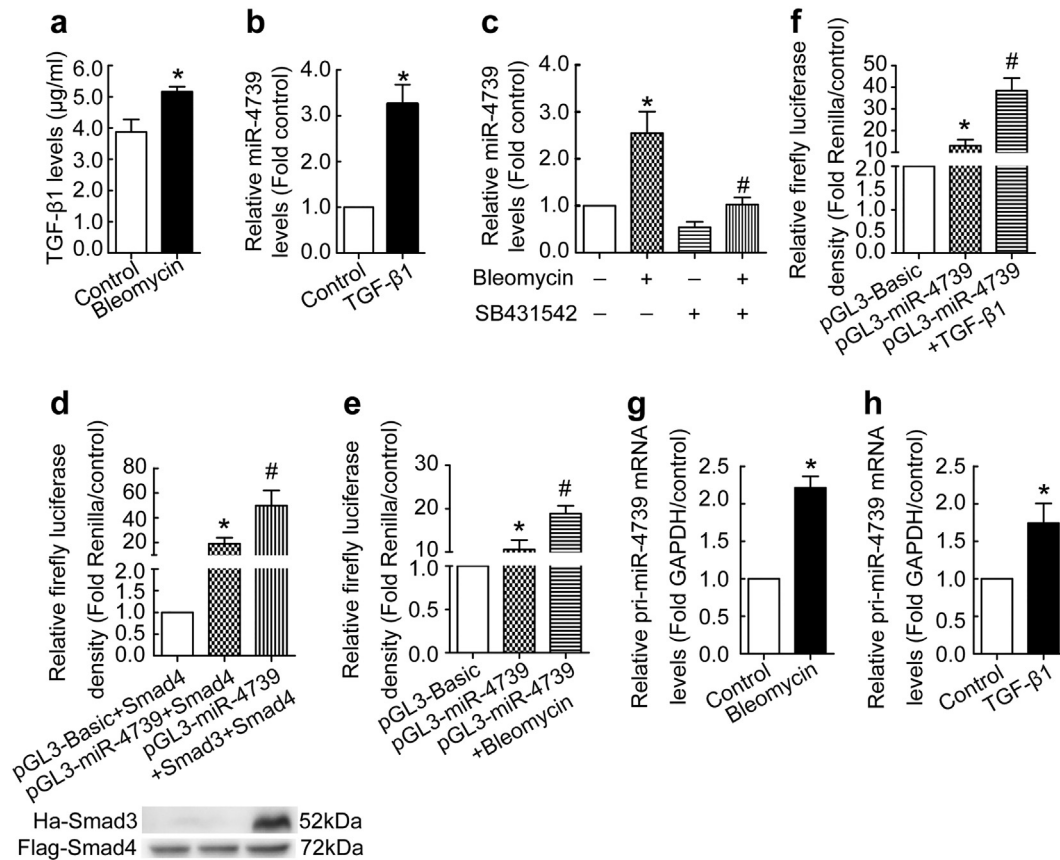 a
TGF-β1 levels (µg/ml)
6.0
5.0
4.0
3.0
2.0
1.0
0.0
*
Control
Bleomycin
b
Relative miR-4739
levels (Fold control)
4.0
3.0
2.0
1.0
0.0
*
Control
TGF-β1
c
Relative miR-4739
levels (Fold control)
4.0
3.0
2.0
1.0
0.0
*
#
Bleomycin – + – +
SB431542 – – + +
f
Relative firefly luciferase
density (Fold Renilla/control)
50
40
30
20
10
2.0
1.5
1.0
0.5
0.0
*
#
pGL3-Basic
pGL3-miR-4739
pGL3-miR-4739
+TGF-β1
d
Relative firefly luciferase
density (Fold Renilla/control)
80
60
40
20
2.0
1.5
1.0
0.5
0.0
*
#
pGL3-Basic+Smad4
pGL3-miR-4739+Smad4
pGL3-miR-4739
+Smad3+Smad4
Ha-Smad3 52kDa
Flag-Smad4 72kDa
e
Relative firefly luciferase
density (Fold Renilla/control)
30
20
10
1.0
0.5
0.0
*
#
pGL3-Basic
pGL3-miR-4739
pGL3-miR-4739
+Bleomycin
g
Relative pri-miR-4739 mRNA
levels (Fold GAPDH/control)
2.5
2.0
1.5
1.0
0.5
0.0
*
Control
Bleomycin
h
Relative pri-miR-4739 mRNA
levels (Fold GAPDH/control)
2.5
2.0
1.5
1.0
0.5
0.0
*
Control
TGF-β1